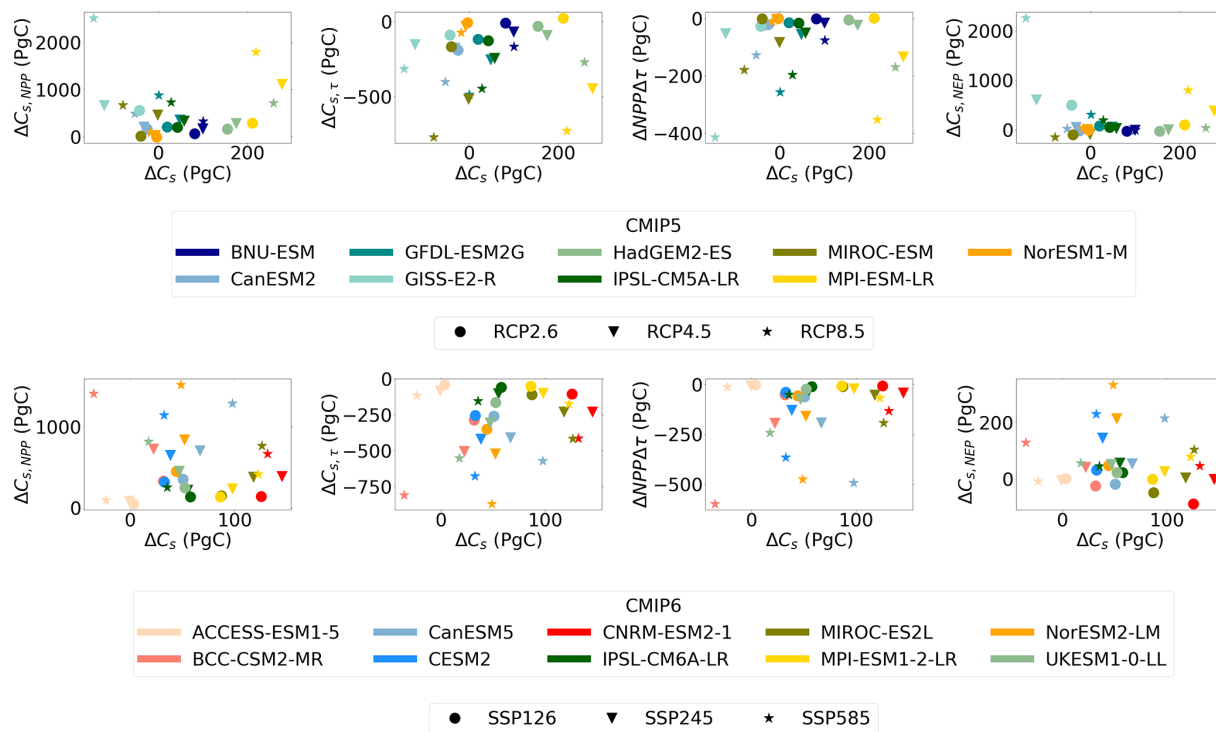 ΔC_s, NPP (PgC)
2000
1000
0
0
200
ΔC_s (PgC)
ΔC_s, τ (PgC)
0
−500
0
200
ΔC_s (PgC)
ΔNPPΔτ (PgC)
0
−200
−400
0
200
ΔC_s (PgC)
ΔC_s, NEP (PgC)
2000
1000
0
0
200
ΔC_s (PgC)
CMIP5
BNU-ESM GFDL-ESM2G HadGEM2-ES MIROC-ESM NorESM1-M
CanESM2 GISS-E2-R IPSL-CM5A-LR MPI-ESM-LR
RCP2.6 RCP4.5 RCP8.5
ΔC_s, NPP (PgC)
1000
0
0 100
ΔC_s (PgC)
ΔC_s, τ (PgC)
0
−250
−500
−750
0 100
ΔC_s (PgC)
ΔNPPΔτ (PgC)
0
−250
−500
0 100
ΔC_s (PgC)
ΔC_s, NEP (PgC)
200
0
0 100
ΔC_s (PgC)
CMIP6
ACCESS-ESM1-5 CanESM5 CNRM-ESM2-1 MIROC-ES2L NorESM2-LM
BCC-CSM2-MR CESM2 IPSL-CM6A-LR MPI-ESM1-2-LR UKESM1-0-LL
SSP126 SSP245 SSP585